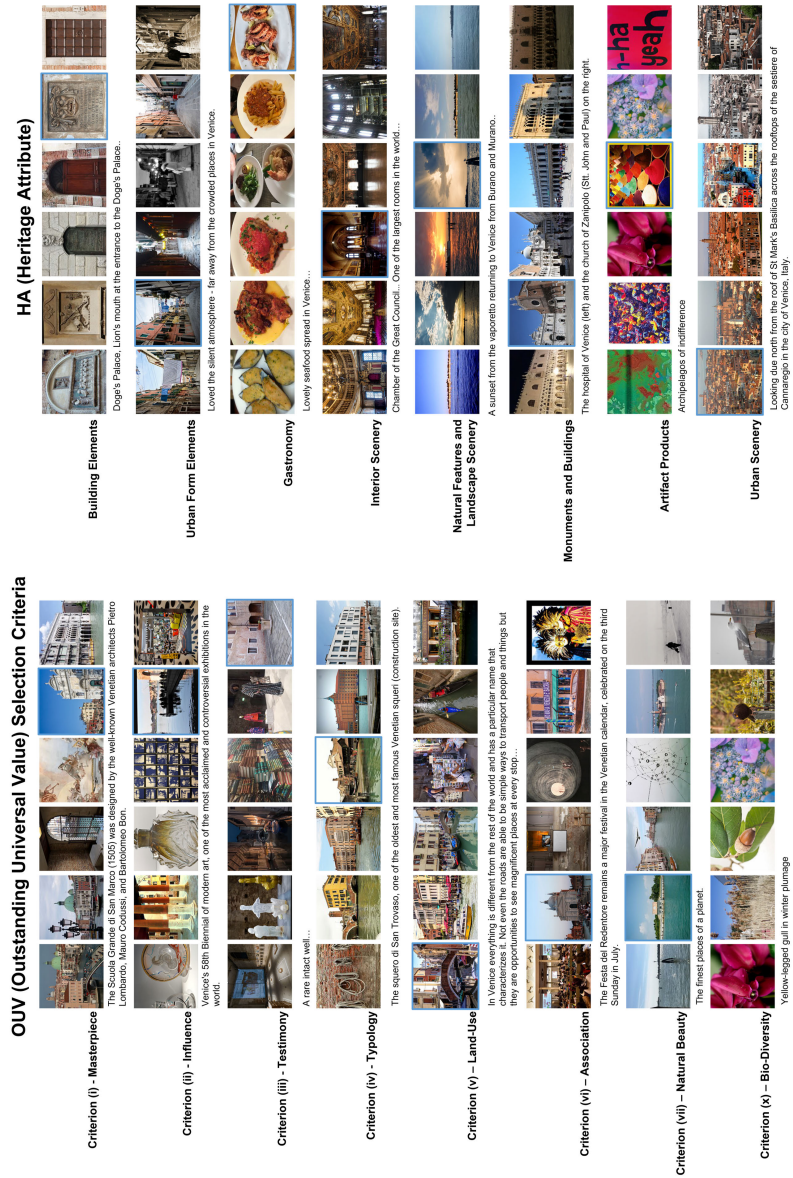 OUV (Outstanding Universal Value) Selection Criteria
Criterion (i) - Masterpiece
The Scuola Grande di San Marco (1505) was designed by the well-known Venetian architects Pietro
Lombardo, Mauro Codussi, and Bartolomeo Bon.
Criterion (ii) - Influence
Venice's 58th Biennial of modern art, one of the most acclaimed and controversial exhibitions in the
world.
Criterion (iii) - Testimony
A rare intact well…
Criterion (iv) - Typology
The squero di San Trovaso, one of the oldest and most famous Venetian squeri (construction site).
Criterion (v) – Land-Use
In Venice everything is different from the rest of the world and has a particular name that
characterizes it. Not even the roads are able to be simple ways to transport people and things but
they are opportunities to see magnificent places at every stop…
Criterion (vi) – Association
The Festa del Redentore remains a major festival in the Venetian calendar, celebrated on the third
Sunday in July.
Criterion (vii) – Natural Beauty
The finest places of a planet.
Criterion (x) – Bio-Diversity
Yellow-legged gull in winter plumage
HA (Heritage Attribute)
Building Elements
Doge's Palace, Lion's mouth at the entrance to the Doge's Palace..
Urban Form Elements
Loved the silent atmosphere - far away from the crowded places in Venice.
Gastronomy
Lovely seafood spread in Venice…
Interior Scenery
Chamber of the Great Council... One of the largest rooms in the world…
Natural Features and
Landscape Scenery
A sunset from the vaporetto returning to Venice from Burano and Murano..
Monuments and Buildings
The hospital of Venice (left) and the church of Zanipolo (Stt. John and Paul) on the right.
Artifact Products
n-ha
yeah
Archipelagos of indifference
Urban Scenery
Looking due north from the roof of St Mark's Basilica across the rooftops of the sestiere of
Cannaregio in the city of Venice, Italy.